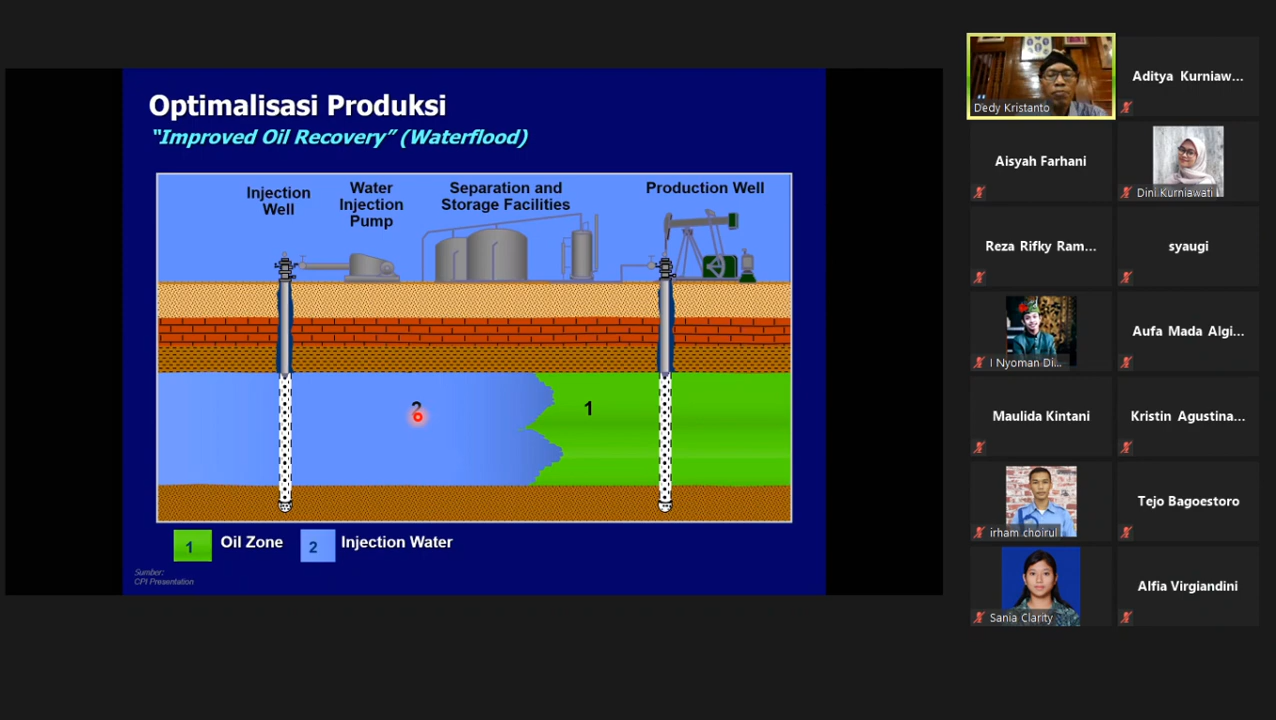 Optimalisasi Produksi
"Improved Oil Recovery" (Waterflood)
Injection
Well
Water
Injection
Pump
Separation and
Storage Facilities
Production Well
2
1
1
Oil Zone
2
Injection Water
Sumber:
CPI Presentation
Dedy Kristanto
Aditya Kurniaw...
Aisyah Farhani
Dini Kurniawati
Reza Rifky Ram...
syaugi
I Nyoman Di...
Aufa Mada Algi...
Maulida Kintani
Kristin Agustina...
irham choirul
Tejo Bagoestoro
Sania Clarity
Alfia Virgiandini